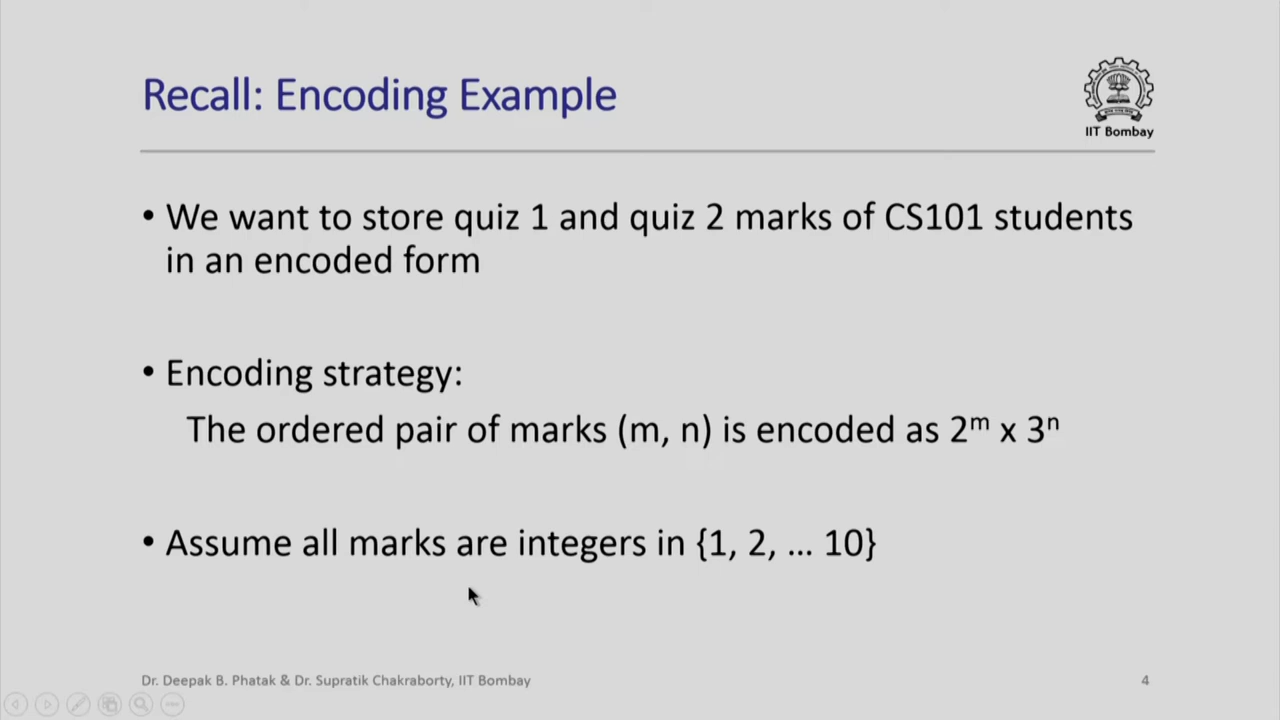 Recall: Encoding Example
IIT Bombay
• We want to store quiz 1 and quiz 2 marks of CS101 students
in an encoded form
• Encoding strategy:
The ordered pair of marks (m, n) is encoded as 2ᵐ x 3ⁿ
• Assume all marks are integers in {1, 2, … 10}
Dr. Deepak B. Phatak & Dr. Supratik Chakraborty, IIT Bombay
4